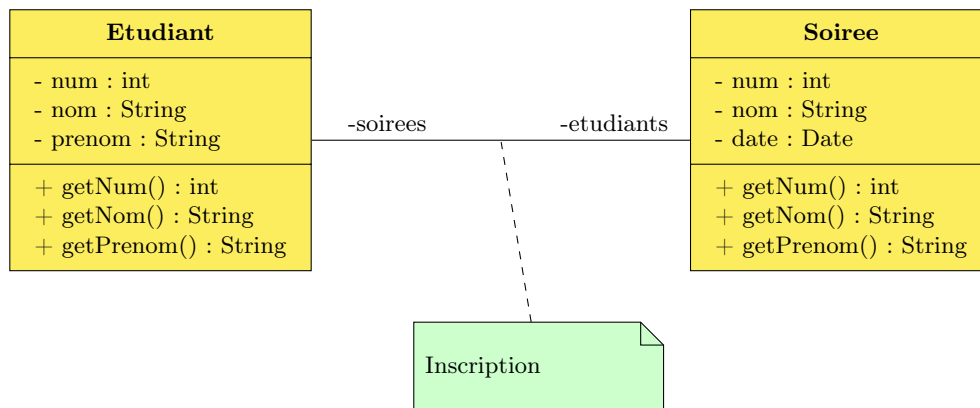 Etudiant
- num : int
- nom : String
- prenom : String
+ getNum() : int
+ getNom() : String
+ getPrenom() : String
-soirees
-etudiants
Soiree
- num : int
- nom : String
- date : Date
+ getNum() : int
+ getNom() : String
+ getPrenom() : String
Inscription